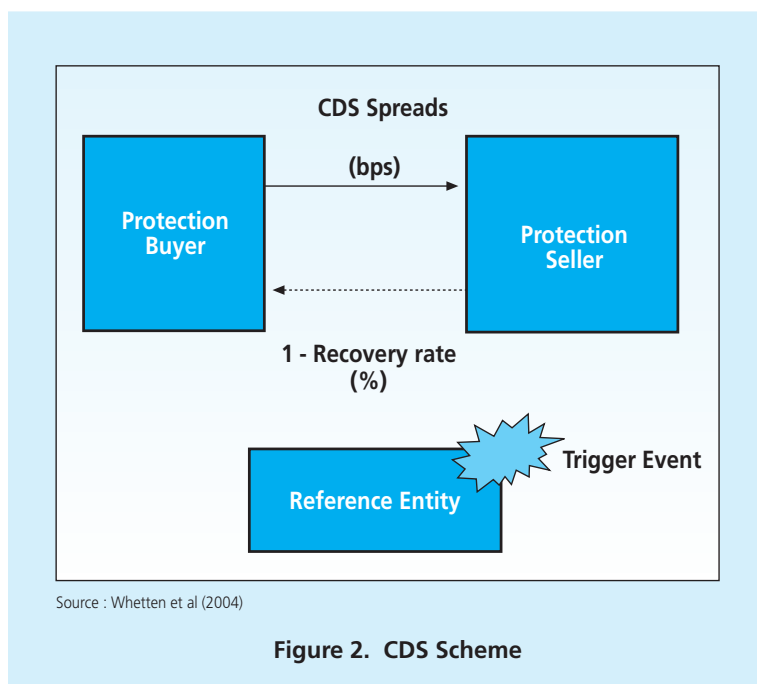 CDS Spreads
(bps)
Protection
Buyer
Protection
Seller
1 - Recovery rate
(%)
Trigger Event
Reference Entity
Source : Whetten et al (2004)
Figure 2. CDS Scheme